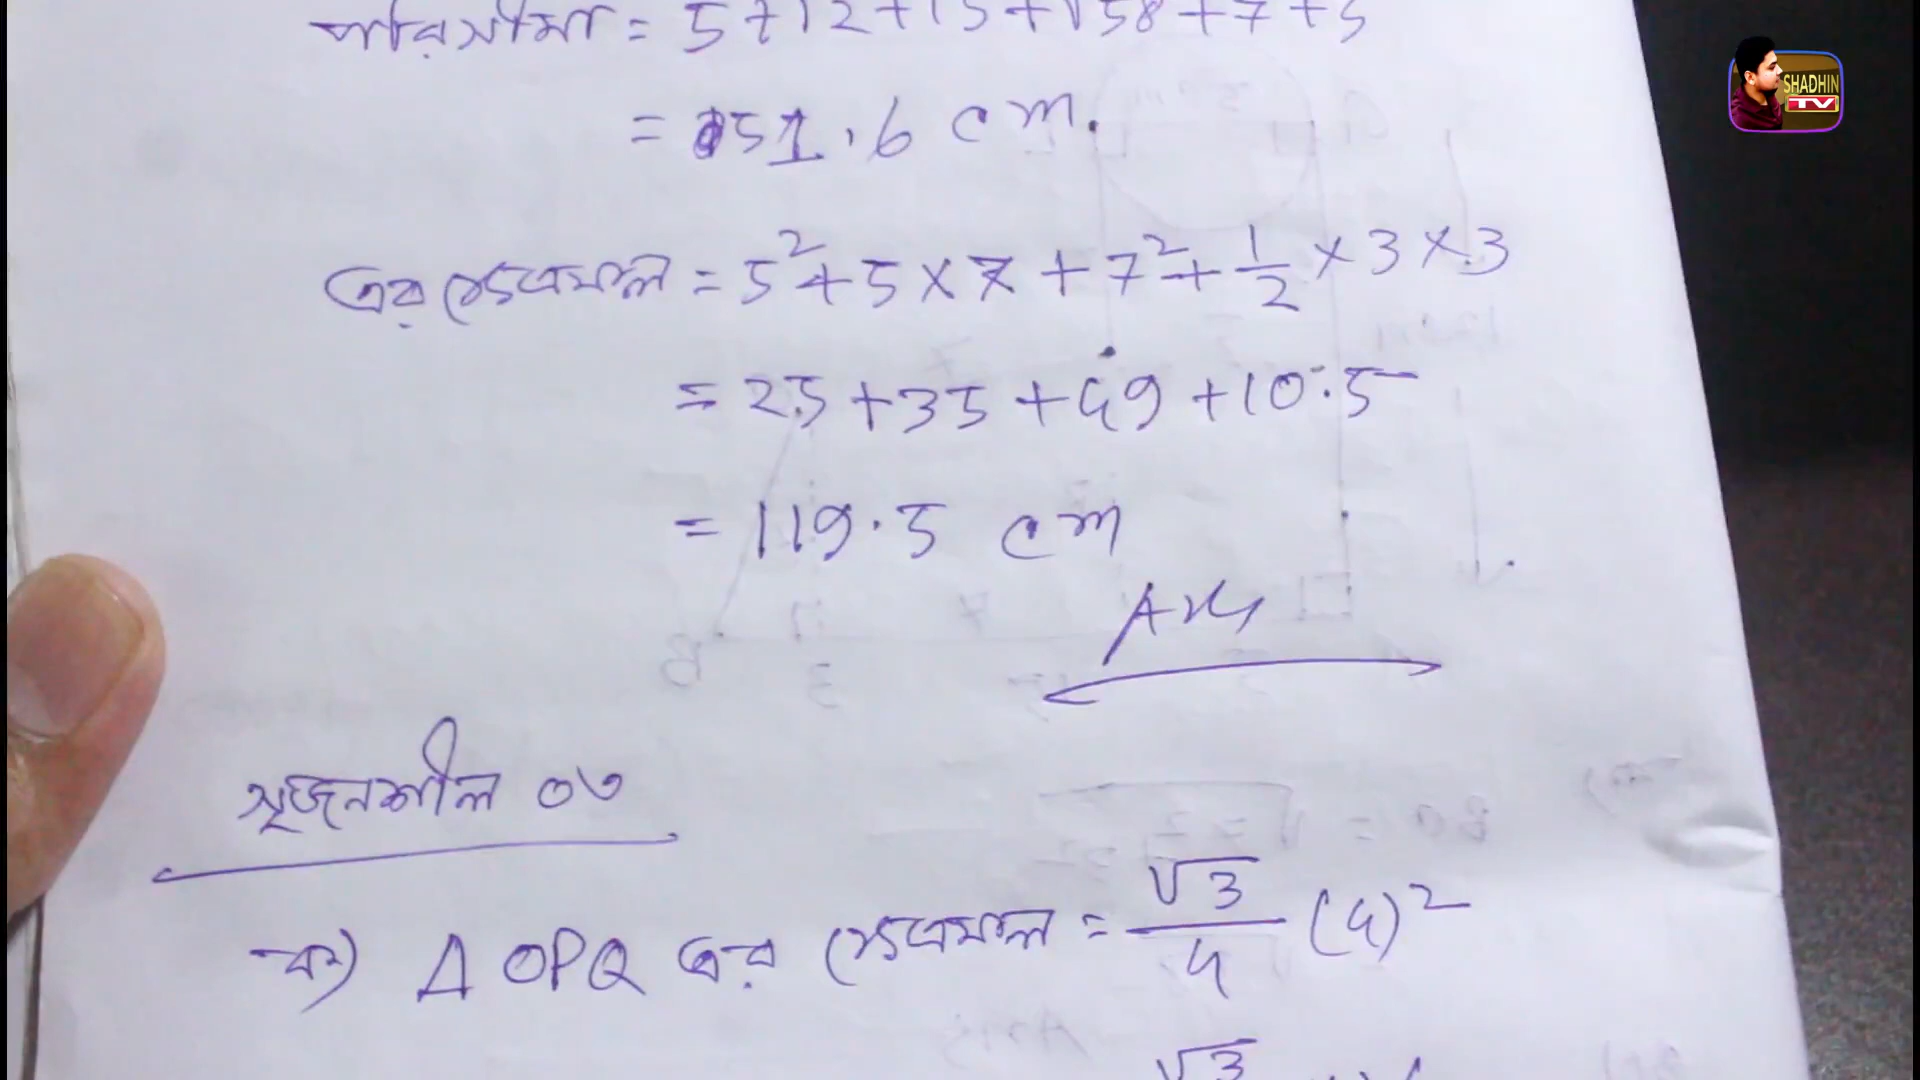 পরিসীমা = 5+12+15+√58+7+5
= 51.6 cm.
এর ক্ষেত্রফল = 5²+5×7+7²+1/2×3×3
= 25+35+49+10.5
= 119.5 cm
Ans
সৃজনশীল ০৩
ক) Δ OPQ এর ক্ষেত্রফল = √3/4 (4)²
√3
SHADHIN
TV